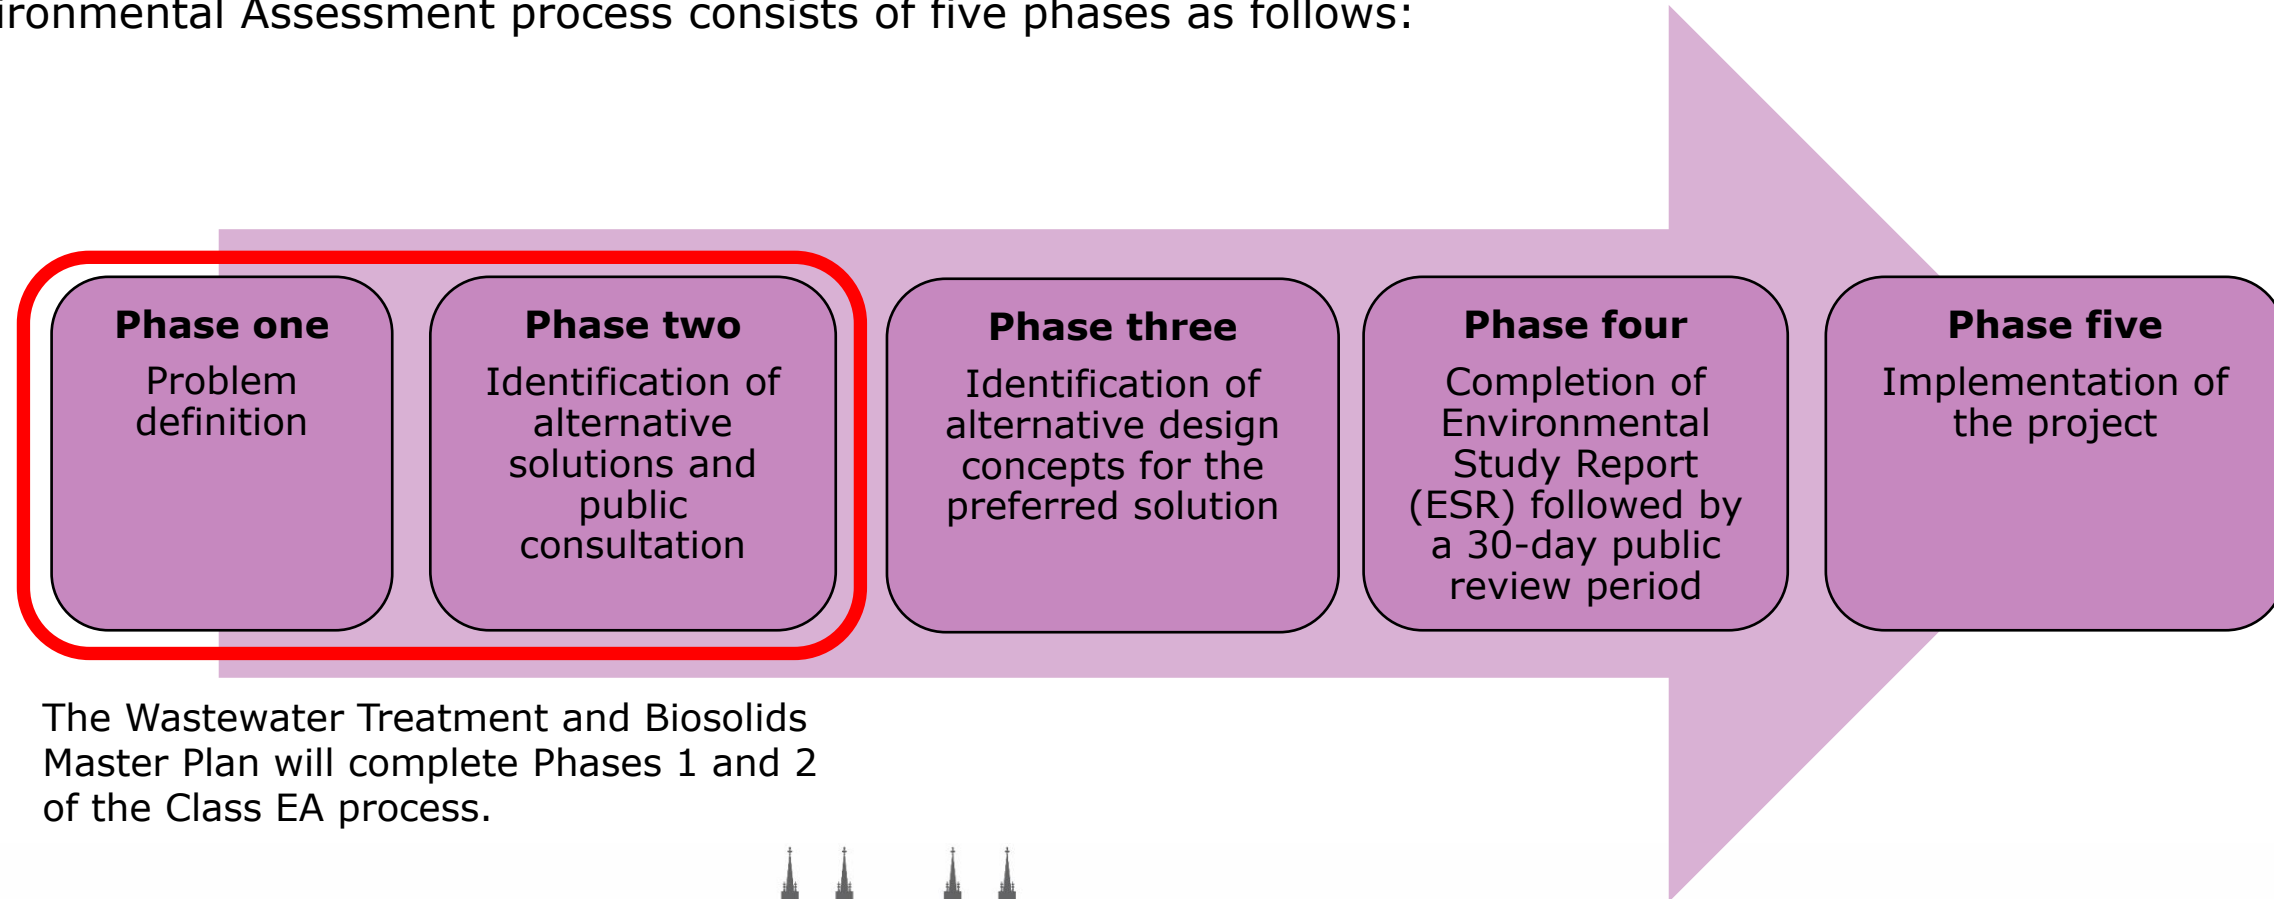 ironmental Assessment process consists of five phases as follows:
Phase one
Problem
definition
Phase two
Identification of
alternative
solutions and
public
consultation
Phase three
Identification of
alternative design
concepts for the
preferred solution
Phase four
Completion of
Environmental
Study Report
(ESR) followed by
a 30-day public
review period
Phase five
Implementation of
the project
The Wastewater Treatment and Biosolids
Master Plan will complete Phases 1 and 2
of the Class EA process.